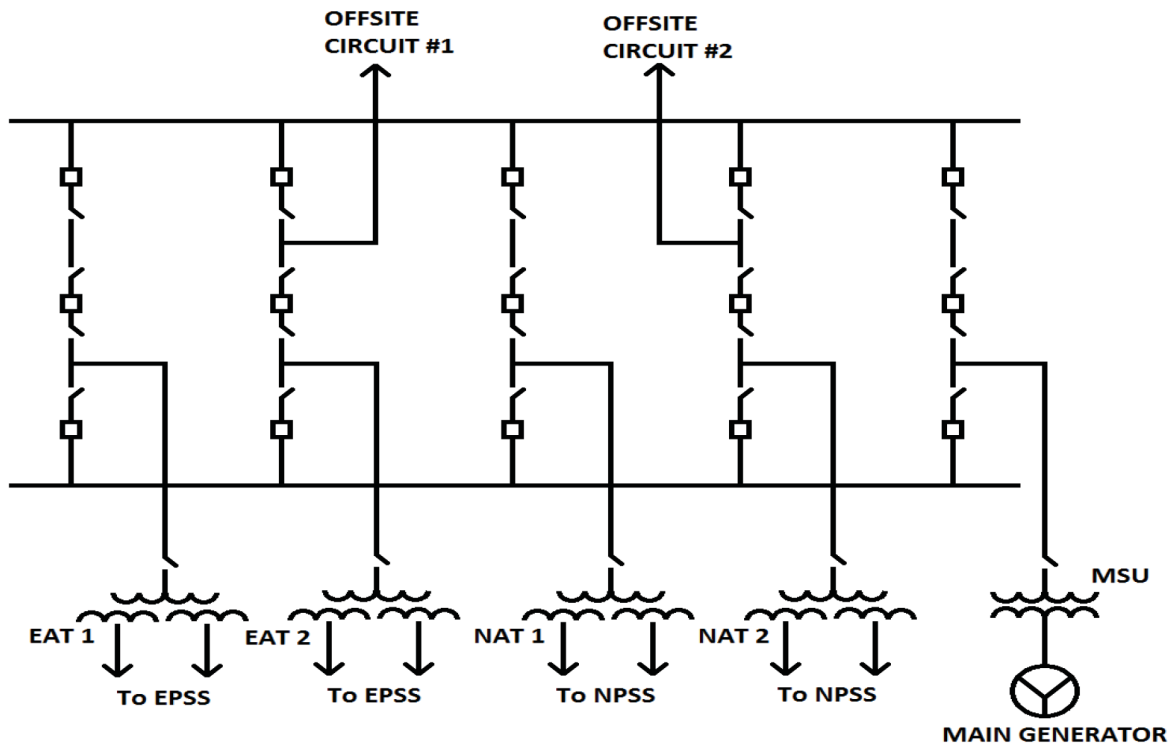 OFFSITE
CIRCUIT #1
OFFSITE
CIRCUIT #2
MSU
EAT 1
EAT 2
NAT 1
NAT 2
To EPSS
To EPSS
To NPSS
To NPSS
MAIN GENERATOR